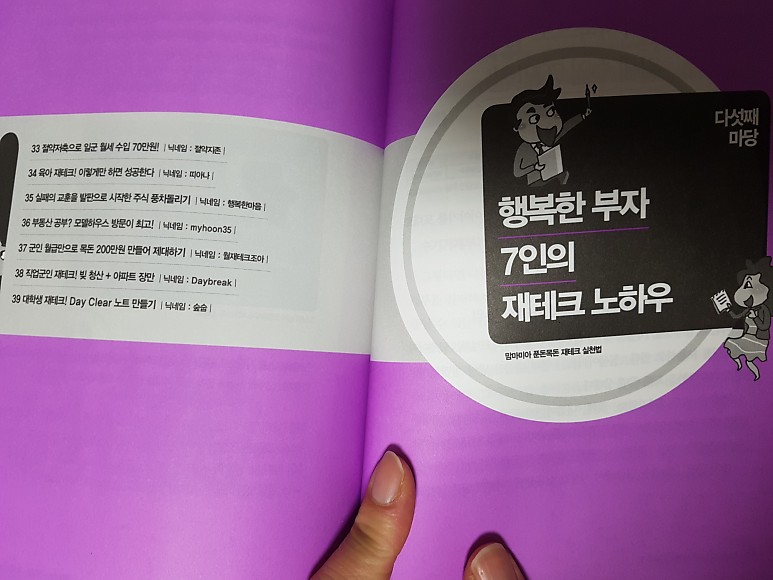 33 절약저축으로 일군 월세 수입 70만원! | 닉네임 : 절약지존 |
34 육아 재테크! 이렇게만 하면 성공한다 | 닉네임 : 띠아나 |
35 실패의 교훈을 발판으로 시작한 주식 풍차돌리기 | 닉네임 : 행복한마음 |
36 부동산 공부? 모델하우스 방문이 최고! | 닉네임 : myhoon35 |
37 군인 월급만으로 목돈 200만원 만들어 제대하기 | 닉네임 : 월재테크조아 |
38 직업군인 재테크! 빚 청산 + 아파트 장만 | 닉네임 : Daybreak |
39 대학생 재테크! Day Clear 노트 만들기 | 닉네임 : 숲숲 |
다섯째
마당
행복한 부자
7인의
재테크 노하우
맘마미아 푼돈목돈 재테크 실천법